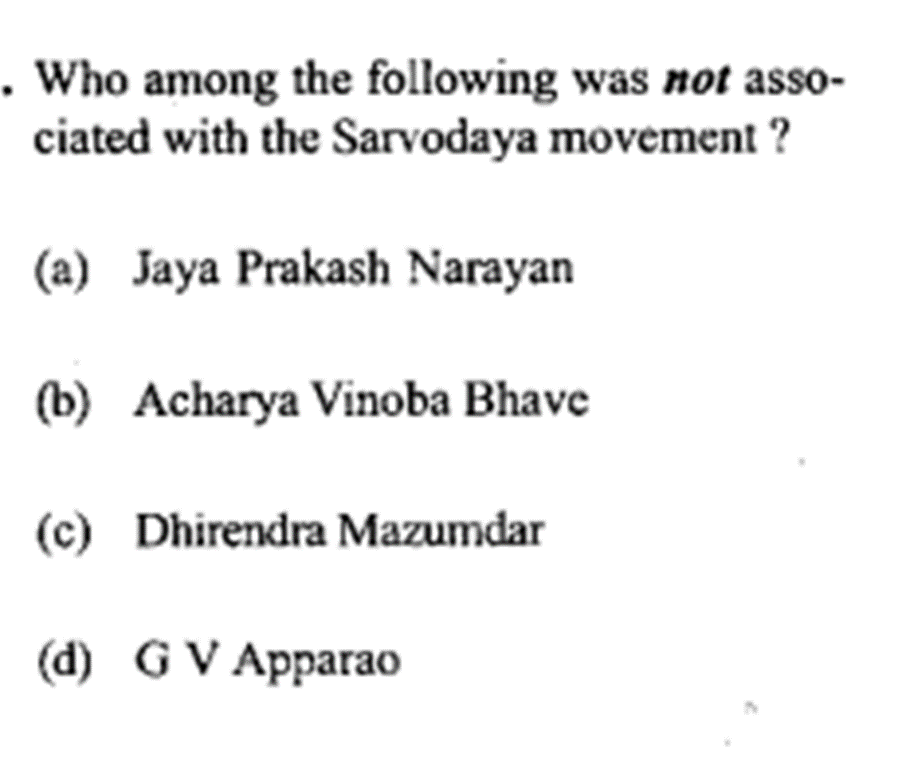 . Who among the following was not asso-
ciated with the Sarvodaya movement ?
(a) Jaya Prakash Narayan
(b) Acharya Vinoba Bhave
(c) Dhirendra Mazumdar
(d) G V Apparao